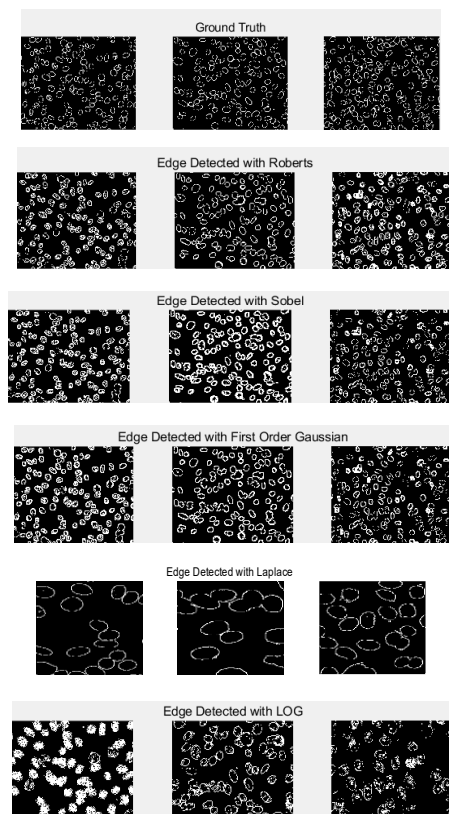 Ground Truth
Edge Detected with Roberts
Edge Detected with Sobel
Edge Detected with First Order Gaussian
Edge Detected with Laplace
Edge Detected with LOG